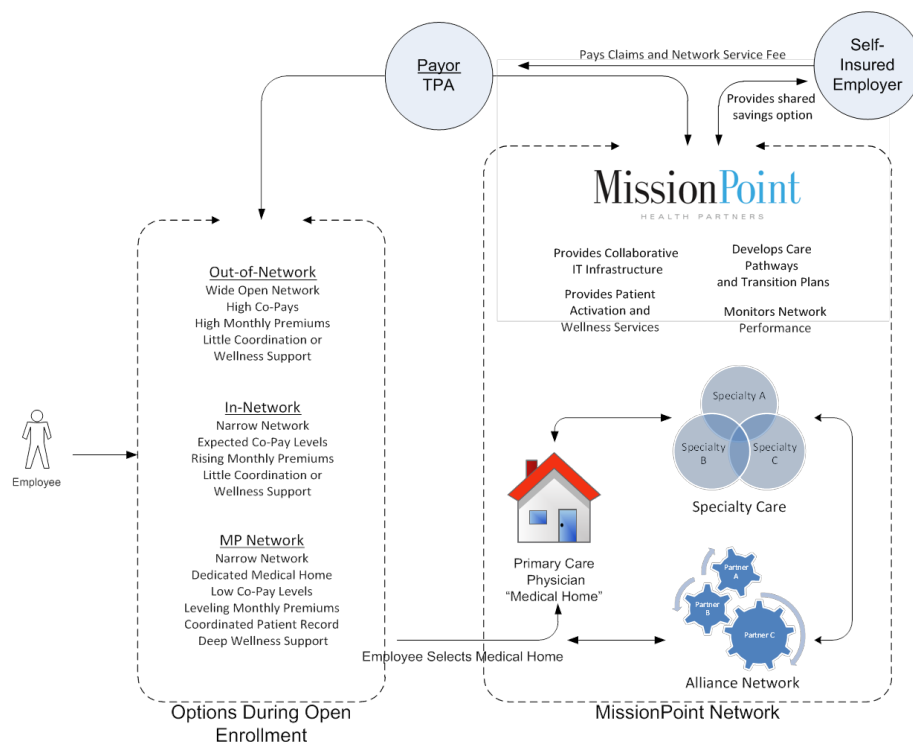 Pays Claims and Network Service Fee
Payor
TPA
Self-
Insured
Employer
Provides shared
savings option
MissionPoint
HEALTH PARTNERS
Provides Collaborative
IT Infrastructure
Develops Care
Pathways
and Transition Plans
Provides Patient
Activation and
Wellness Services
Monitors Network
Performance
Out-of-Network
Wide Open Network
High Co-Pays
High Monthly Premiums
Little Coordination or
Wellness Support
In-Network
Narrow Network
Expected Co-Pay Levels
Rising Monthly Premiums
Little Coordination or
Wellness Support
Employee
MP Network
Narrow Network
Dedicated Medical Home
Low Co-Pay Levels
Leveling Monthly Premiums
Coordinated Patient Record
Deep Wellness Support
Employee Selects Medical Home
Options During Open
Enrollment
Specialty A
Specialty
B
Specialty
C
Specialty Care
Primary Care
Physician
“Medical Home”
Partner
A
Partner
B
Partner C
Alliance Network
MissionPoint Network